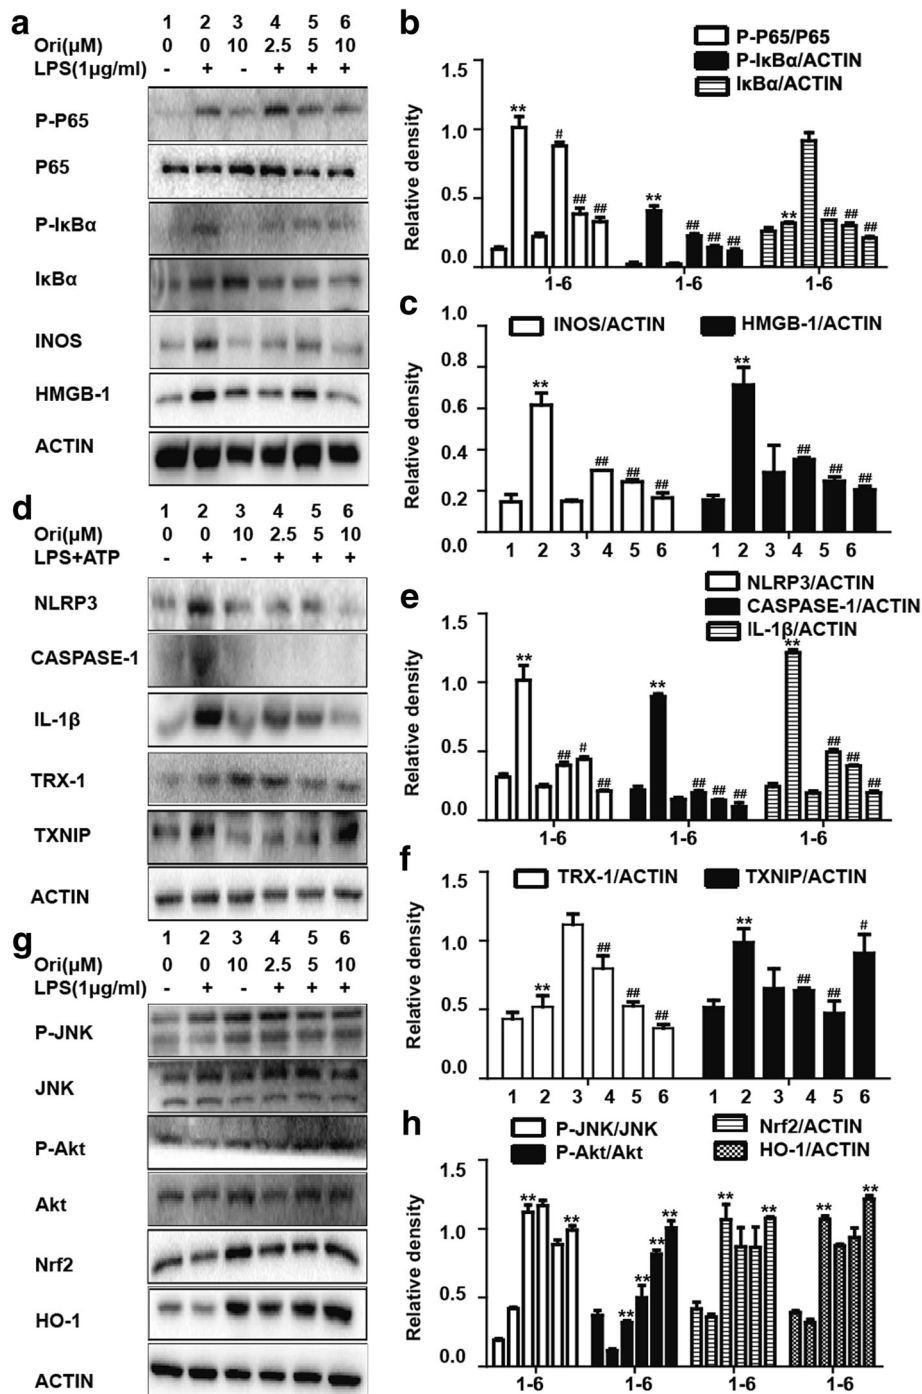 a
1 2 3 4 5 6
Ori(μM) 0 0 10 2.5 5 10
LPS(1μg/ml) - + - + + +
P-P65
P65
P-IκBα
IκBα
INOS
HMGB-1
ACTIN
b
P-P65/P65
P-IκBα/ACTIN
IκBα/ACTIN
Relative density
1.5
1.0
0.5
0.0
** # ## ##
** ## ## ##
** ## ## ##
1-6 1-6 1-6
c
INOS/ACTIN HMGB-1/ACTIN
Relative density
0.8
0.6
0.4
0.2
0.0
** ## ## ##
** ## ## ##
1 2 3 4 5 6 1 2 3 4 5 6
d
1 2 3 4 5 6
Ori(μM) 0 0 10 2.5 5 10
LPS+ATP - + - + + +
NLRP3
CASPASE-1
IL-1β
TRX-1
TXNIP
ACTIN
e
NLRP3/ACTIN
CASPASE-1/ACTIN
IL-1β/ACTIN
Relative density
1.5
1.0
0.5
0.0
** ## # ##
** ## ## ##
** ## ## ##
1-6 1-6 1-6
f
TRX-1/ACTIN TXNIP/ACTIN
Relative density
1.5
1.0
0.5
0.0
** ## ## ##
** ## ## #
1 2 3 4 5 6 1 2 3 4 5 6
g
1 2 3 4 5 6
Ori(μM) 0 0 10 2.5 5 10
LPS(1μg/ml) - + - + + +
P-JNK
JNK
P-Akt
Akt
Nrf2
HO-1
ACTIN
h
P-JNK/JNK Nrf2/ACTIN
P-Akt/Akt HO-1/ACTIN
Relative density
1.5
1.0
0.5
0.0
** **
** ** ** **
** **
** **
1-6 1-6 1-6 1-6